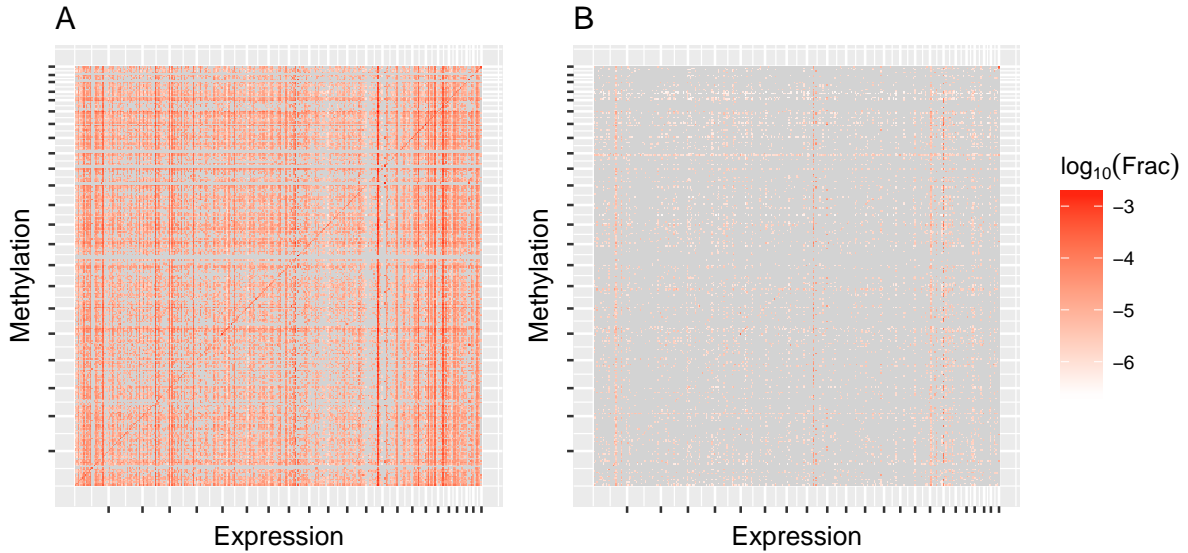 A
B
Methylation
Expression
Methylation
Expression
log₁₀(Frac)
−3
−4
−5
−6